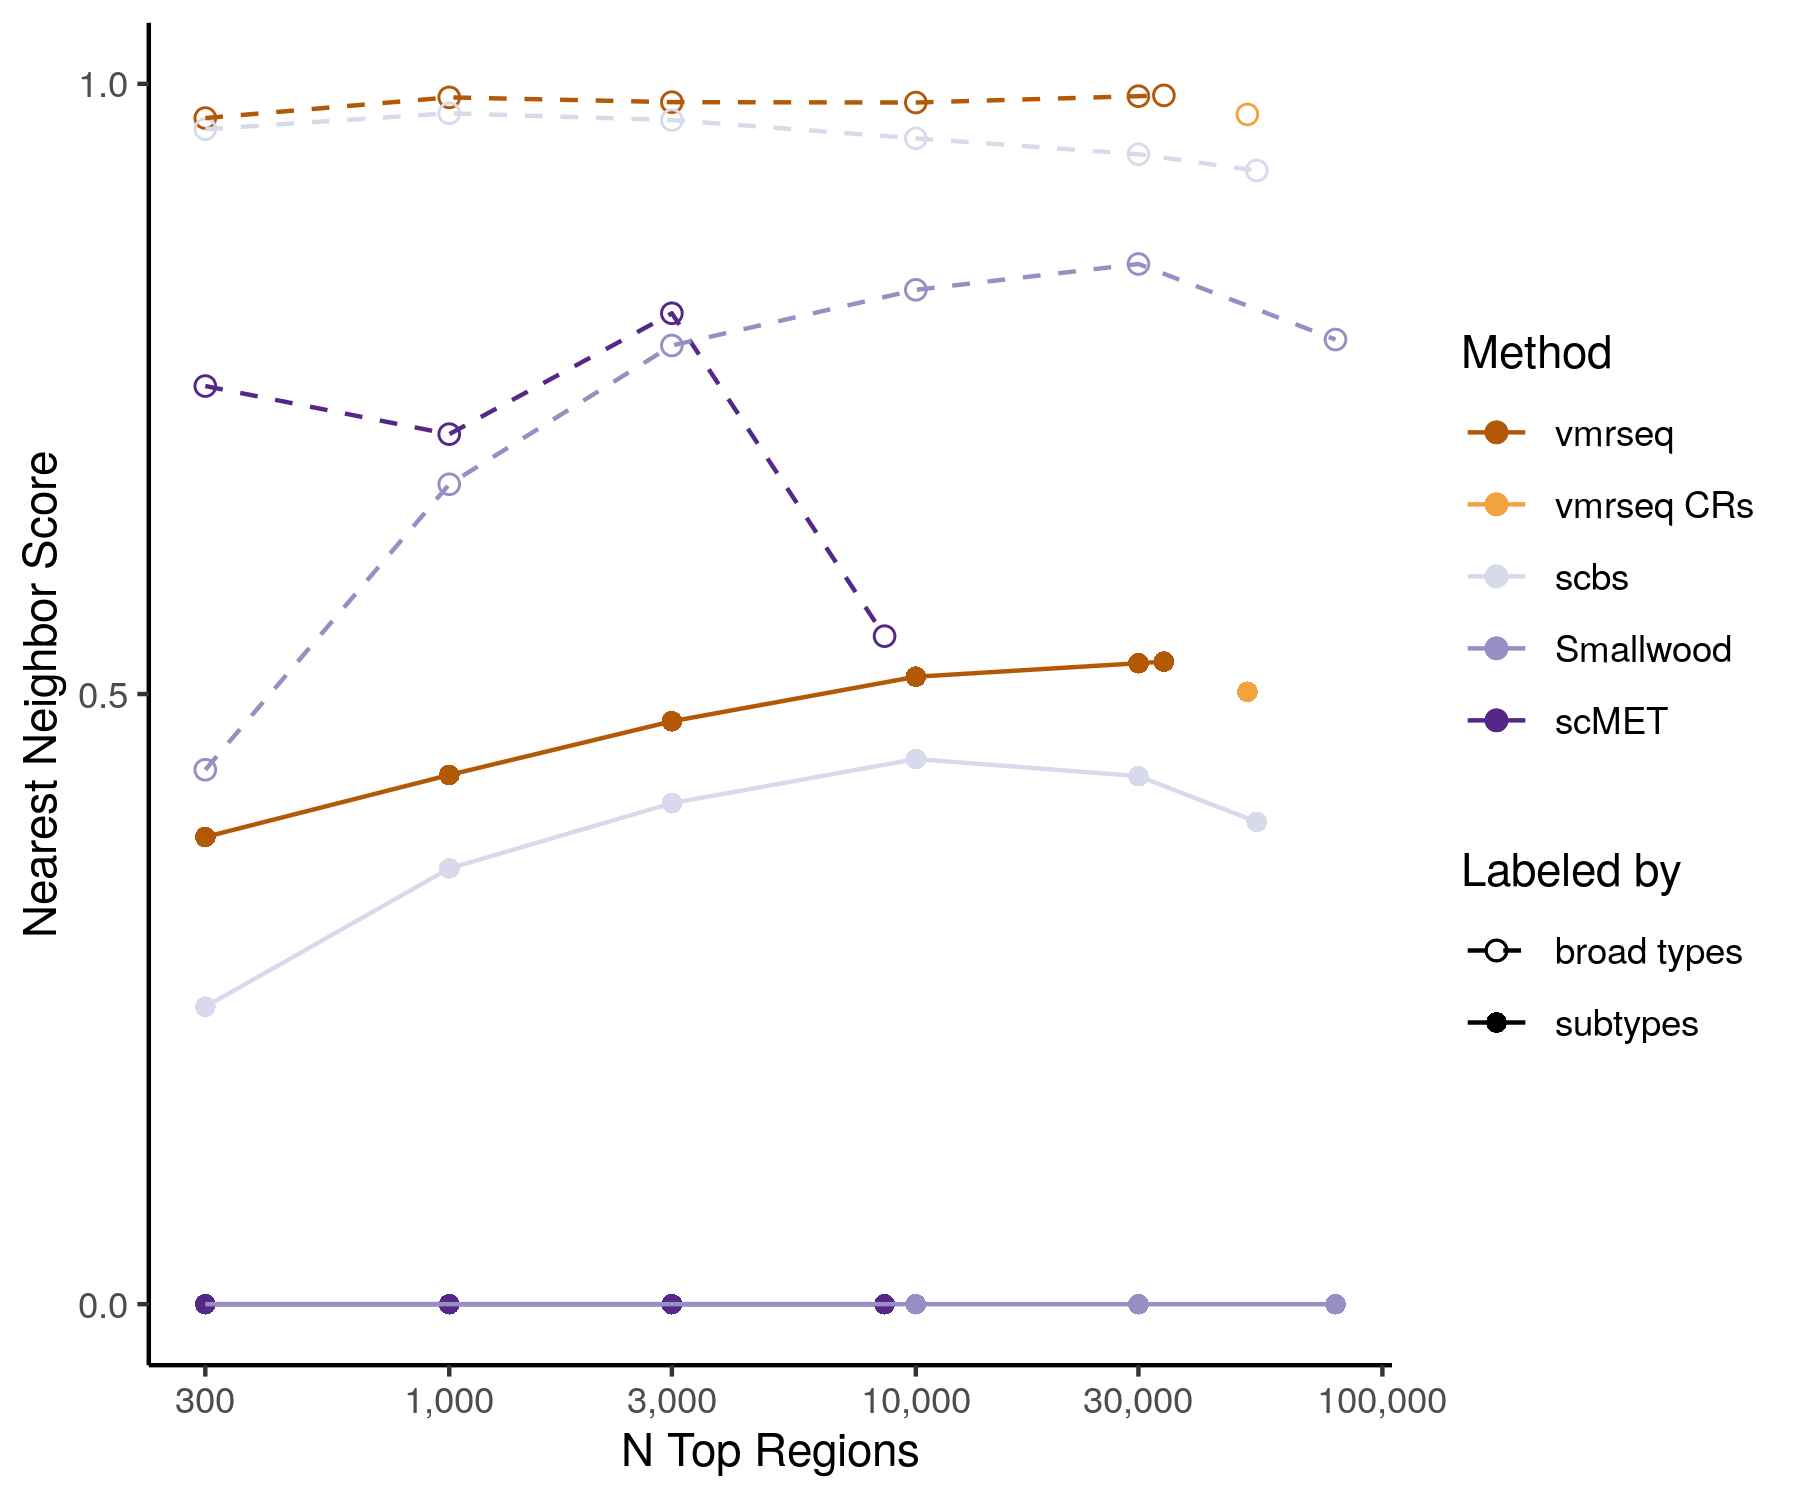 Nearest Neighbor Score
1.0
0.5
0.0
300
1,000
3,000
10,000
30,000
100,000
N Top Regions
Method
vmrseq
vmrseq CRs
scbs
Smallwood
scMET
Labeled by
broad types
subtypes